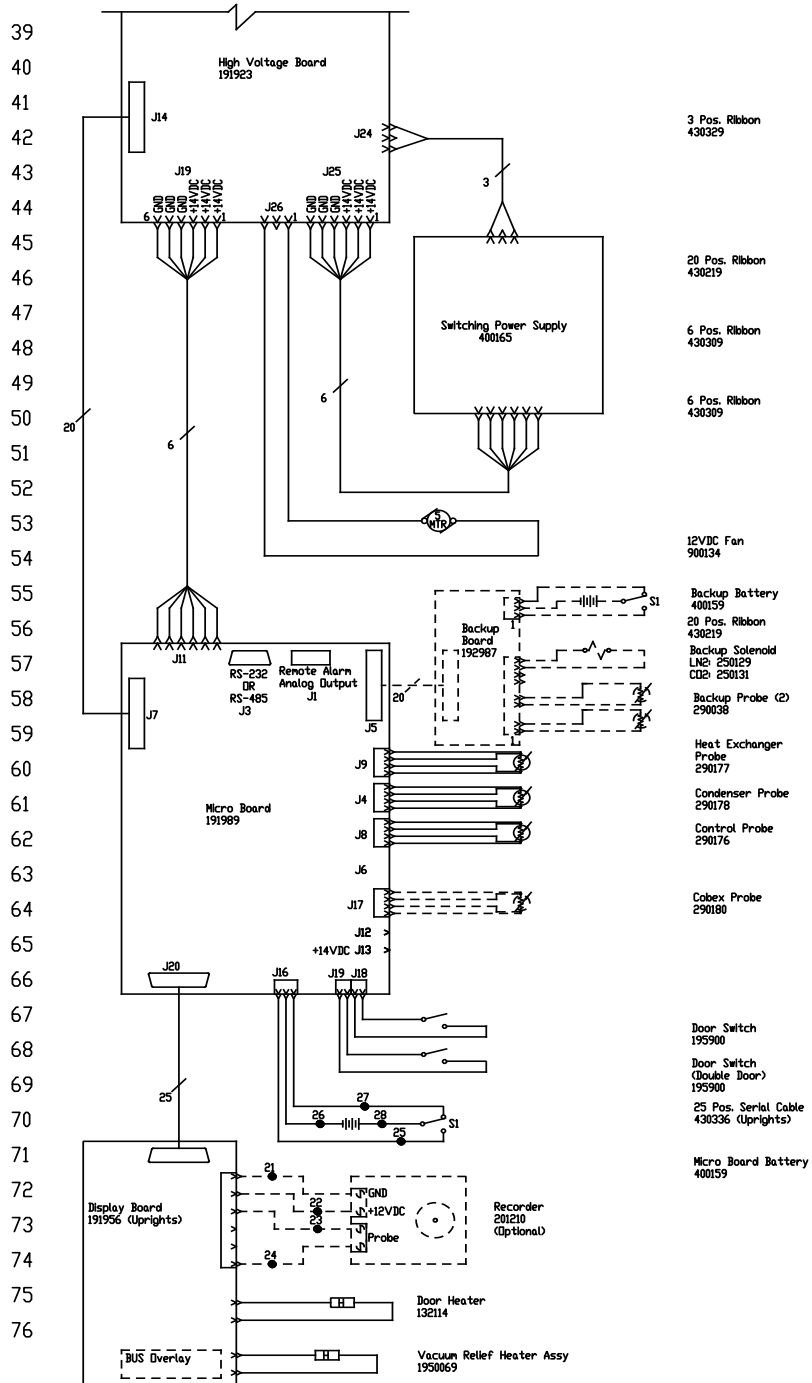 39
40
41
42
43
44
45
46
47
48
49
50
51
52
53
54
55
56
57
58
59
60
61
62
63
64
65
66
67
68
69
70
71
72
73
74
75
76
High Voltage Board
191923
J14
J24
J19
J25
J26
GND
GND
GND
+14VDC
+14VDC
+14VDC
GND
GND
GND
+14VDC
+14VDC
+14VDC
6
1
1
1
3
3 Pos. Ribbon
430329
20 Pos. Ribbon
430219
Switching Power Supply
400165
6 Pos. Ribbon
430309
6 Pos. Ribbon
430309
20
6
6
5
MTR
12VDC Fan
900134
Backup
Board
192987
1
1
S1
Backup Battery
400159
20 Pos. Ribbon
430219
Backup Solenoid
LN2: 250129
CO2: 250131
Backup Probe (2)
290038
J11
RS-232
OR
RS-485
J3
Remote Alarm
Analog Output
J1
J5
20
J7
J9
Heat Exchanger
Probe
290177
Micro Board
191989
J4
Condenser Probe
290178
J8
Control Probe
290176
J6
J17
Cobex Probe
290180
J12
+14VDC J13
J20
J16
J19
J18
Door Switch
195900
Door Switch
(Double Door)
195900
25
27
26
28
S1
25
25 Pos. Serial Cable
430336 (Uprights)
Micro Board Battery
400159
Display Board
191956 (Uprights)
21
22
23
24
GND
+12VDC
Probe
Recorder
201210
(Optional)
H
Door Heater
132114
BUS Overlay
H
Vacuum Relief Heater Assy
1950069